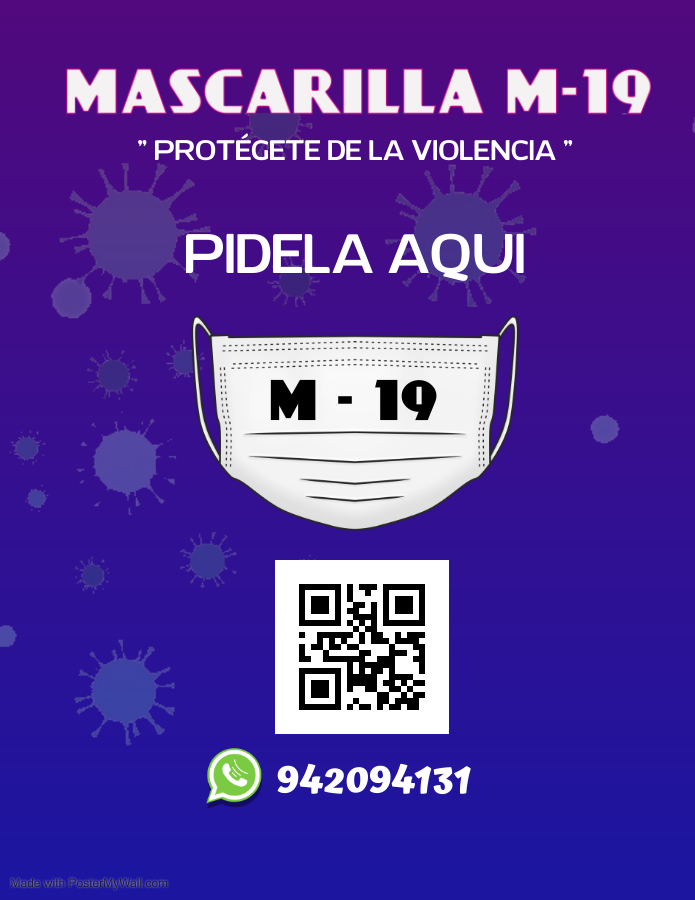 MASCARILLA M-19
" PROTÉGETE DE LA VIOLENCIA "
PIDELA AQUI
M - 19
942094131
Made with PosterMyWall.com